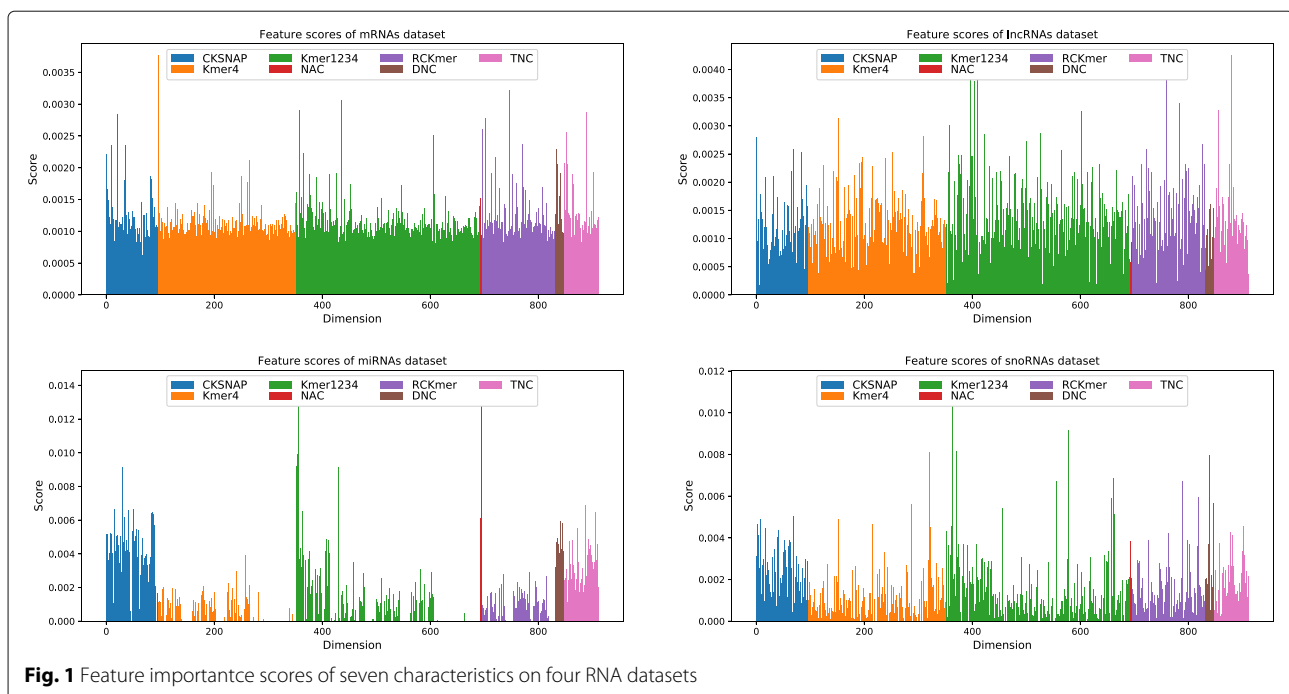 Feature scores of mRNAs dataset
CKSNAP Kmer1234 RCKmer TNC
Kmer4 NAC DNC
0.0035
0.0030
0.0025
0.0020
0.0015
0.0010
0.0005
0.0000
Score
0 200 400 600 800
Dimension
Feature scores of lncRNAs dataset
CKSNAP Kmer1234 RCKmer TNC
Kmer4 NAC DNC
0.0040
0.0035
0.0030
0.0025
0.0020
0.0015
0.0010
0.0005
0.0000
Score
0 200 400 600 800
Dimension
Feature scores of miRNAs dataset
CKSNAP Kmer1234 RCKmer TNC
Kmer4 NAC DNC
0.014
0.012
0.010
0.008
0.006
0.004
0.002
0.000
Score
0 200 400 600 800
Dimension
Feature scores of snoRNAs dataset
CKSNAP Kmer1234 RCKmer TNC
Kmer4 NAC DNC
0.012
0.010
0.008
0.006
0.004
0.002
0.000
Score
0 200 400 600 800
Dimension
Fig. 1 Feature importantce scores of seven characteristics on four RNA datasets